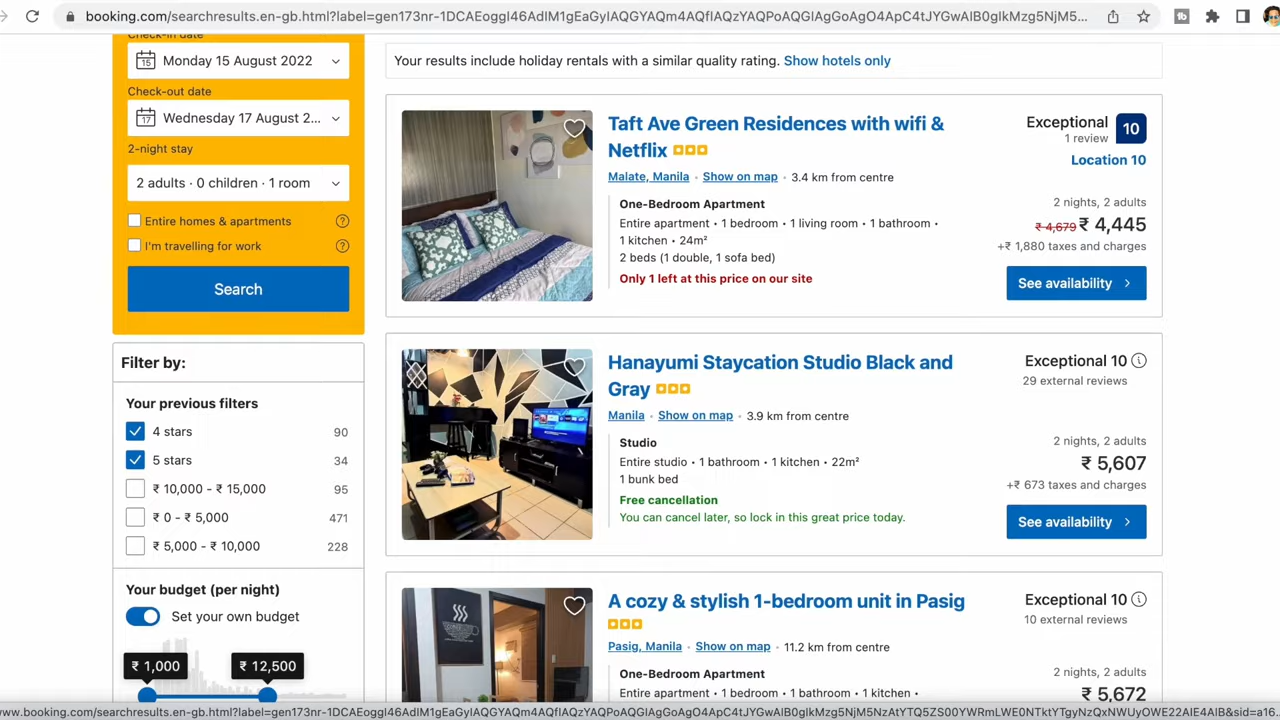 booking.com/searchresults.en-gb.html?label=gen173nr-1DCAEoggI46AdIM1gEaGyIAQGYAQm4AQfIAQzYAQPoAQGIAgGoAgO4ApC4tJYGwAIB0gIkMzg5NjM5...
Check-in date
15
Monday 15 August 2022
Check-out date
17
Wednesday 17 August 2...
2-night stay
2 adults · 0 children · 1 room
Entire homes & apartments
I'm travelling for work
Search
Filter by:
Your previous filters
4 stars 90
5 stars 34
₹ 10,000 - ₹ 15,000 95
₹ 0 - ₹ 5,000 471
₹ 5,000 - ₹ 10,000 228
Your budget (per night)
Set your own budget
₹ 1,000 ₹ 12,500
Your results include holiday rentals with a similar quality rating. Show hotels only
Taft Ave Green Residences with wifi &
Netflix
Malate, Manila · Show on map · 3.4 km from centre
One-Bedroom Apartment
Entire apartment • 1 bedroom • 1 living room • 1 bathroom •
1 kitchen • 24m²
2 beds (1 double, 1 sofa bed)
Only 1 left at this price on our site
Exceptional 10
1 review
Location 10
2 nights, 2 adults
₹ 4,679 ₹ 4,445
+₹ 1,880 taxes and charges
See availability
Hanayumi Staycation Studio Black and
Gray
Manila · Show on map · 3.9 km from centre
Studio
Entire studio • 1 bathroom • 1 kitchen • 22m²
1 bunk bed
Free cancellation
You can cancel later, so lock in this great price today.
Exceptional 10
29 external reviews
2 nights, 2 adults
₹ 5,607
+₹ 673 taxes and charges
See availability
A cozy & stylish 1-bedroom unit in Pasig
Pasig, Manila · Show on map · 11.2 km from centre
One-Bedroom Apartment
Entire apartment • 1 bedroom • 1 bathroom • 1 kitchen •
Exceptional 10
10 external reviews
2 nights, 2 adults
₹ 5,672